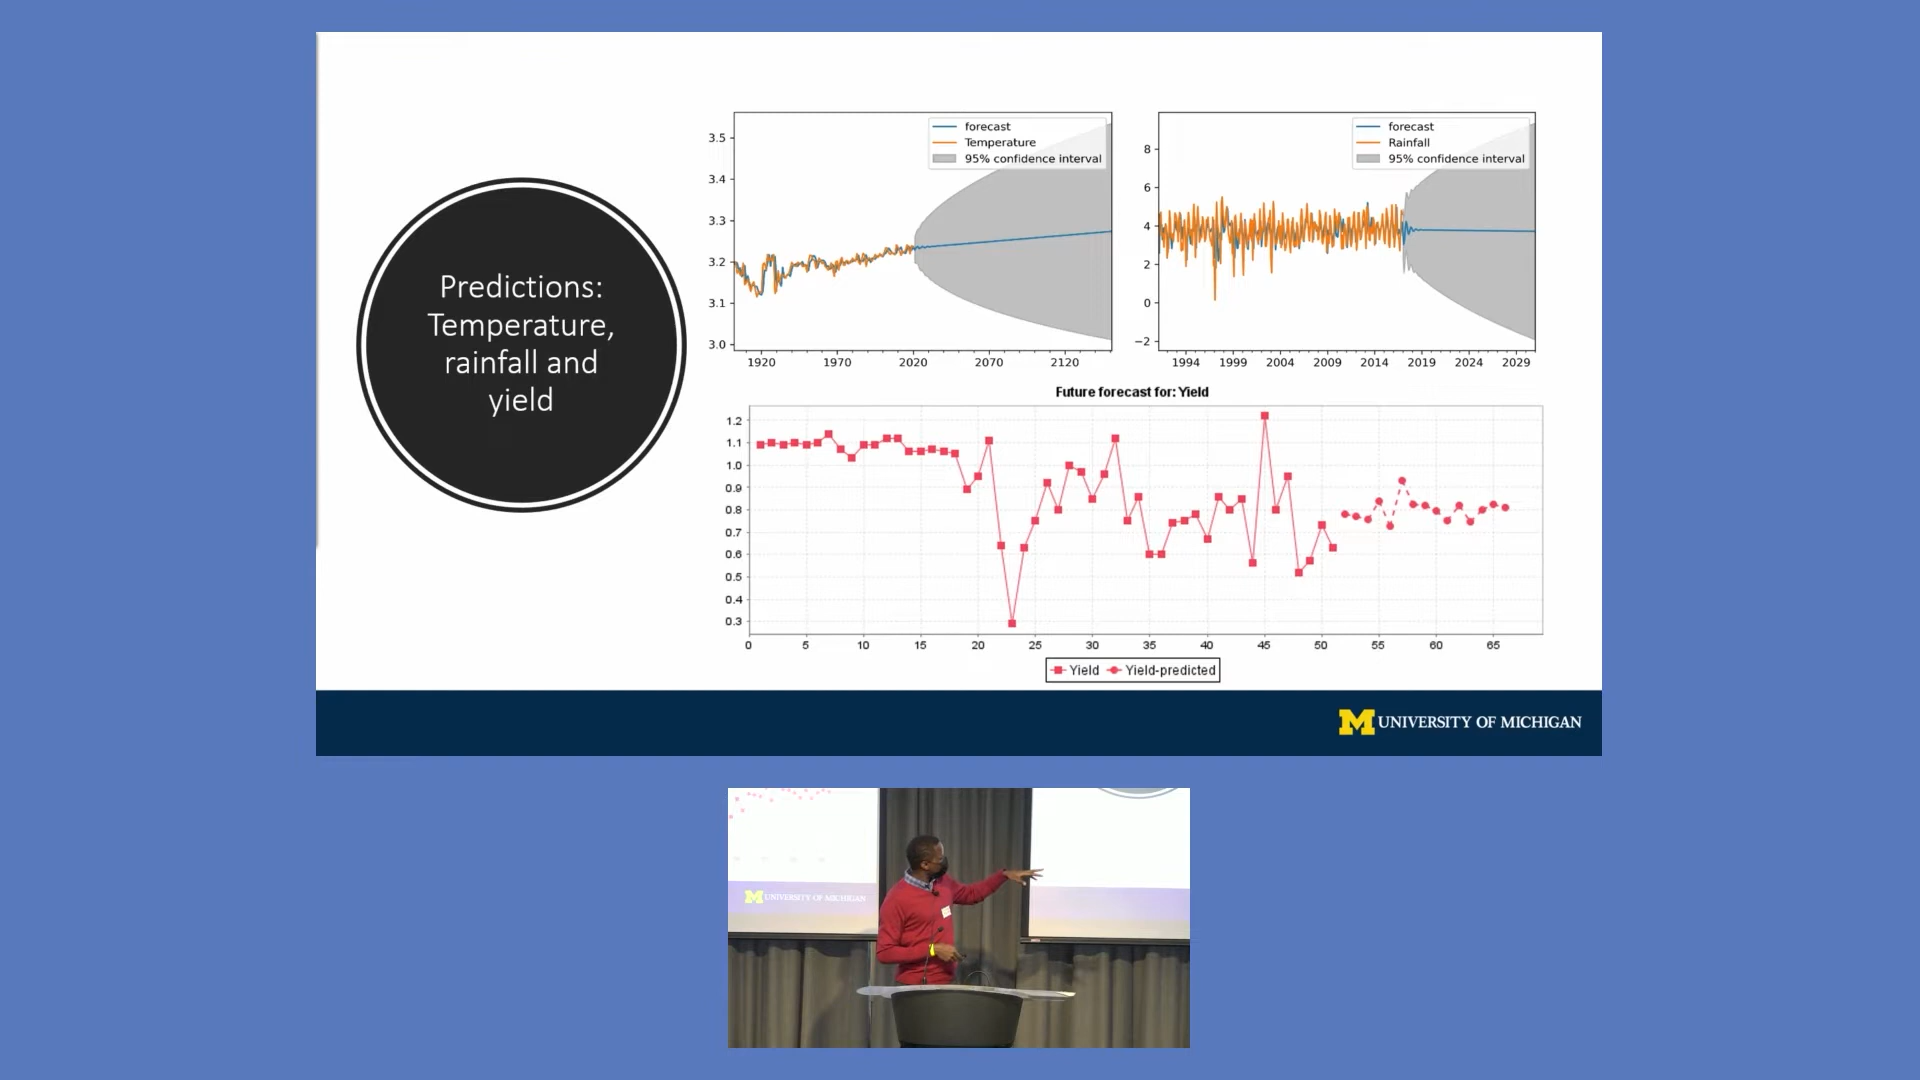 Predictions:
Temperature,
rainfall and
yield
forecast
Temperature
95% confidence interval
3.5
3.4
3.3
3.2
3.1
3.0
1920 1970 2020 2070 2120
forecast
Rainfall
95% confidence interval
8
6
4
2
0
−2
1994 1999 2004 2009 2014 2019 2024 2029
Future forecast for: Yield
1.2
1.1
1.0
0.9
0.8
0.7
0.6
0.5
0.4
0.3
0 5 10 15 20 25 30 35 40 45 50 55 60 65
Yield Yield-predicted
M UNIVERSITY OF MICHIGAN
M UNIVERSITY OF MICHIGAN